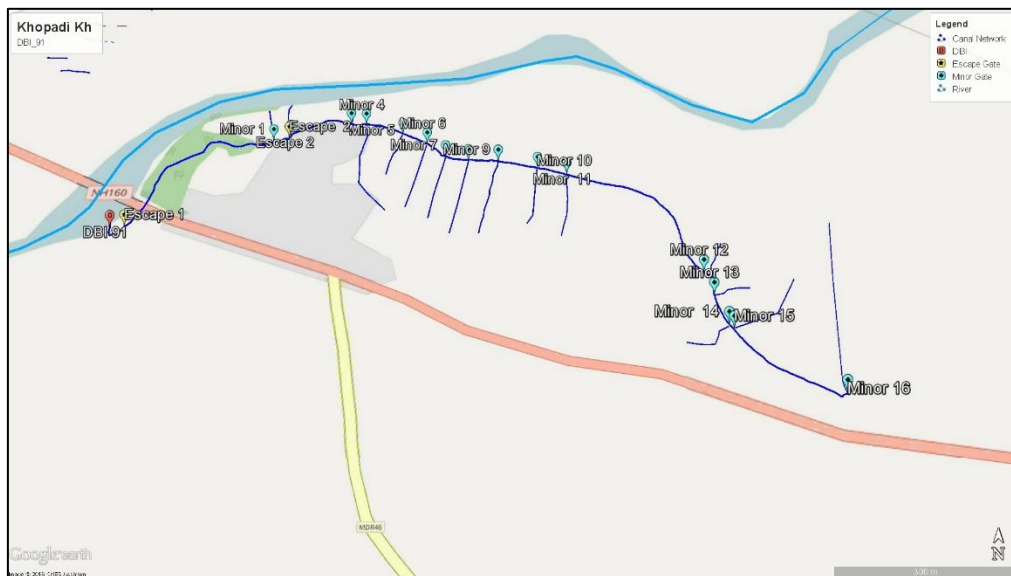 Khopadi Kh
DBI_91
Legend
Canal Network
DBI
Escape Gate
Minor Gate
River
Minor 4
Minor 1
Escape 2
Minor 5
Minor 6
Escape 2
Minor 7
Minor 9
Minor 10
Minor 11
NH160
Escape 1
DBI-91
Minor 12
Minor 13
Minor 14
Minor 15
Minor 16
MDR46
Google earth
N
300 m